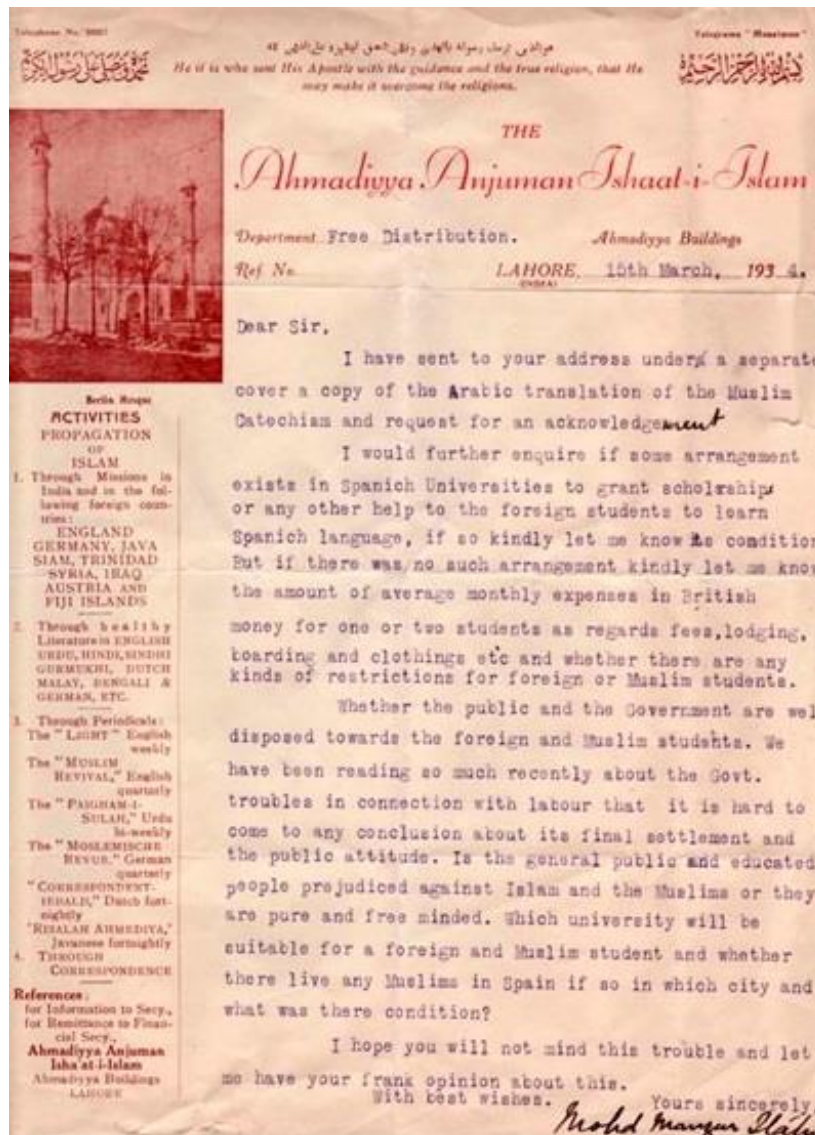 Telephone No.
Telegrams
He it is who sent His Apostle with the guidance and the true religion, that He
may make it overcome the religions.
THE
Ahmadiyya Anjuman Ishaat-i-Islam
Department Free Distribution. Ahmadiyya Buildings
Ref. No. LAHORE, 15th March, 1934.
(INDIA)
Dear Sir,
I have sent to your address under a separate
cover a copy of the Arabic translation of the Muslim
Catechism and request for an acknowledgement
I would further enquire if some arrangement
exists in Spanich Universities to grant scholrships
or any other help to the foreign students to learn
Spanich language, if so kindly let me know its condition
But if there was no such arrangement kindly let me know
the amount of average monthly expenses in British
money for one or two students as regards fees,lodging,
boarding and clothings etc and whether there are any
kinds of restrictions for foreign or Muslim students.
Whether the public and the Government are wel
disposed towards the foreign and Muslim students. We
have been reading so much recently about the Govt.
troubles in connection with labour that it is hard to
come to any conclusion about its final settlement and
the public attitude. Is the general public and educated
people prejudiced against Islam and the Muslims or they
are pure and free minded. Which university will be
suitable for a foreign and Muslim student and whether
there live any Muslims in Spain if so in which city and
what was there condition?
I hope you will not mind this trouble and let
me have your frank opinion about this.
With best wishes. Yours sincerely,
Mohd Manzur Ilahi
Berlin Mosque
ACTIVITIES
PROPAGATION
OF
ISLAM
1. Through Missions in
India and in the fol-
lowing foreign coun-
tries:
ENGLAND
GERMANY, JAVA
SIAM, TRINIDAD
SYRIA, IRAQ
AUSTRIA AND
FIJI ISLANDS
2. Through healthy
Literature in ENGLISH
URDU, HINDI, SINDHI
GURMUKHI, DUTCH
MALAY, BENGALI &
GERMAN, ETC.
3. Through Periodicals:
The "LIGHT" English
weekly
The "MUSLIM
REVIVAL," English
quarterly
The "PAIGHAM-I-
SULAH," Urdu
bi-weekly
The "MOSLEMISCHE
REVUE." German
quarterly
"CORRESPONDENT-
Dutch fort-
nightly
"RISALAH AHMEDIYA,"
Javanese fortnightly
4. THROUGH
CORRESPONDENCE
References:
for Information to Secy.,
for Remittance to Finan-
cial Secy.,
Ahmadiyya Anjuman
Isha'at-i-Islam
Ahmadiyya Buildings
LAHORE